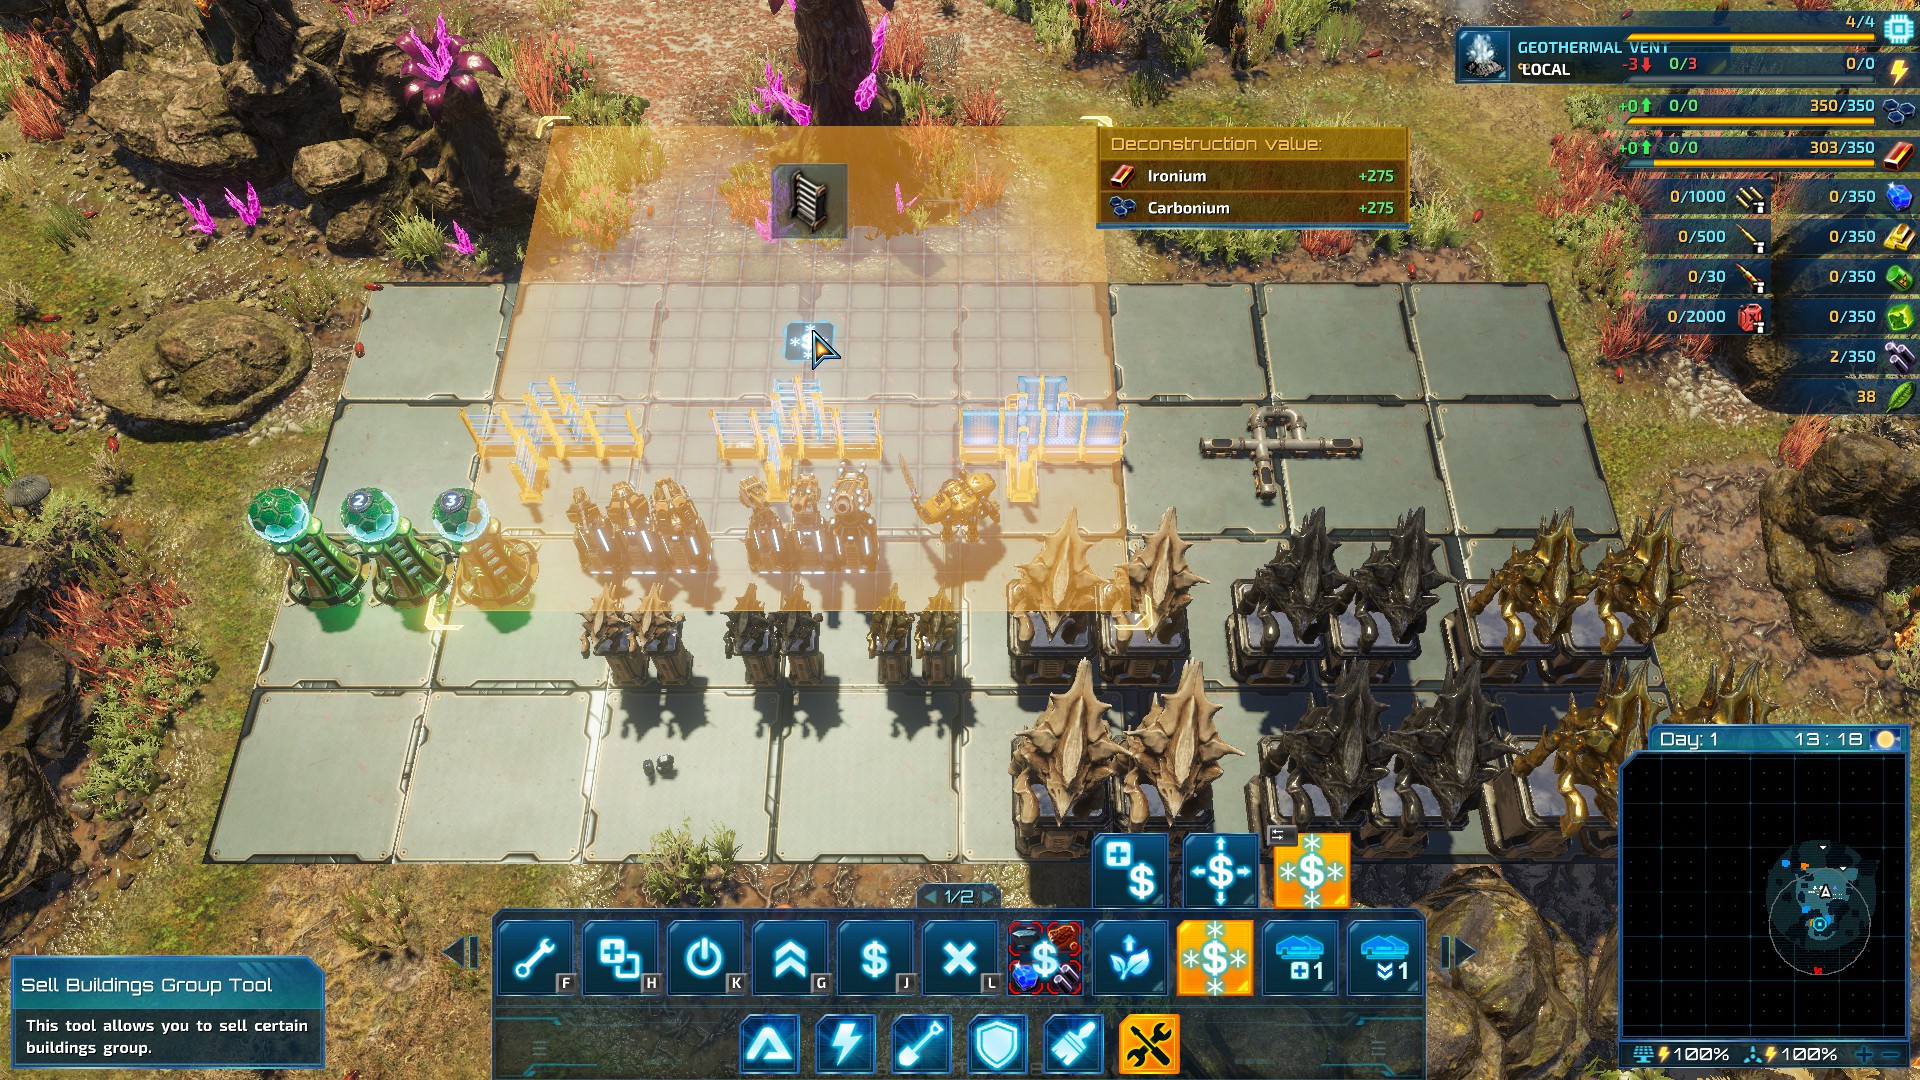 4/4
GEOTHERMAL VENT
LOCAL
-3 0/3 0/0
+0 0/0 350/350
+0 0/0 303/350
0/1000 0/350
0/500 0/350
0/30 0/350
0/2000 0/350
2/350
38
Deconstruction value:
Ironium +275
Carbonium +275
2
3
Day: 1 13:18
1/2
F
H
K
G
J
L
1
1
Sell Buildings Group Tool
This tool allows you to sell certain
buildings group.
100% 100%